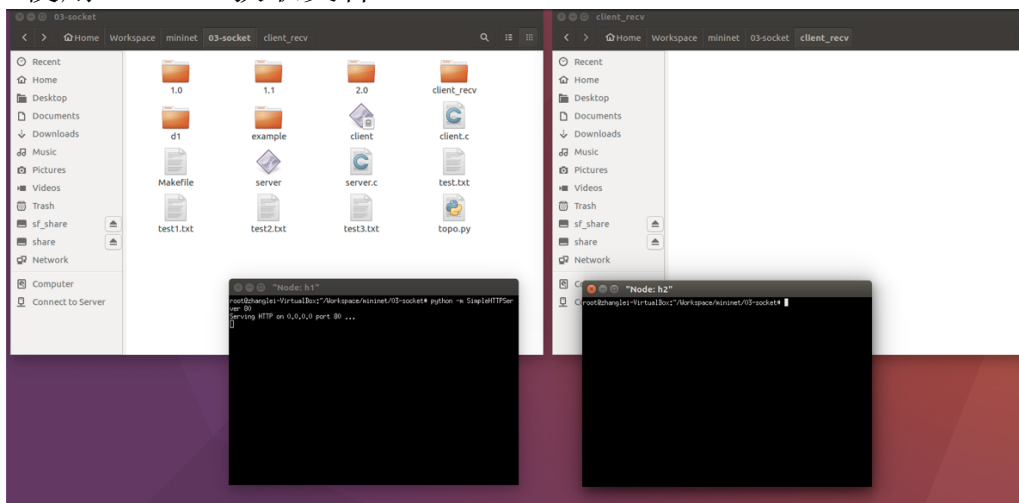 03-socket
Home Workspace mininet 03-socket client_recv
Recent
Home
Desktop
Documents
Downloads
Music
Pictures
Videos
Trash
sf_share
share
Network
Computer
Connect to Server
1.0 1.1 2.0 client_recv
d1 example client client.c
Makefile server server.c test.txt
test1.txt test2.txt test3.txt topo.py
"Node: h1"
root@zhanglei-VirtualBox:~/Workspace/mininet/03-socket# python -m SimpleHTTPSer
ver 80
Serving HTTP on 0.0.0.0 port 80 ...
client_recv
Home Workspace mininet 03-socket client_recv
Recent
Home
Desktop
Documents
Downloads
Music
Pictures
Videos
Trash
sf_share
share
Network
"Node: h2"
root@zhanglei-VirtualBox:~/Workspace/mininet/03-socket#